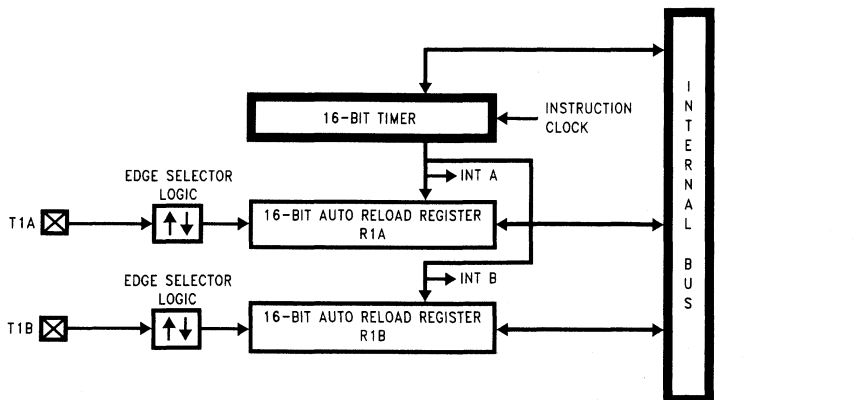 16-BIT TIMER
INSTRUCTION
CLOCK
INT A
EDGE SELECTOR
LOGIC
T1A
16-BIT AUTO RELOAD REGISTER
R1A
INT B
EDGE SELECTOR
LOGIC
T1B
16-BIT AUTO RELOAD REGISTER
R1B
INTERNAL BUS